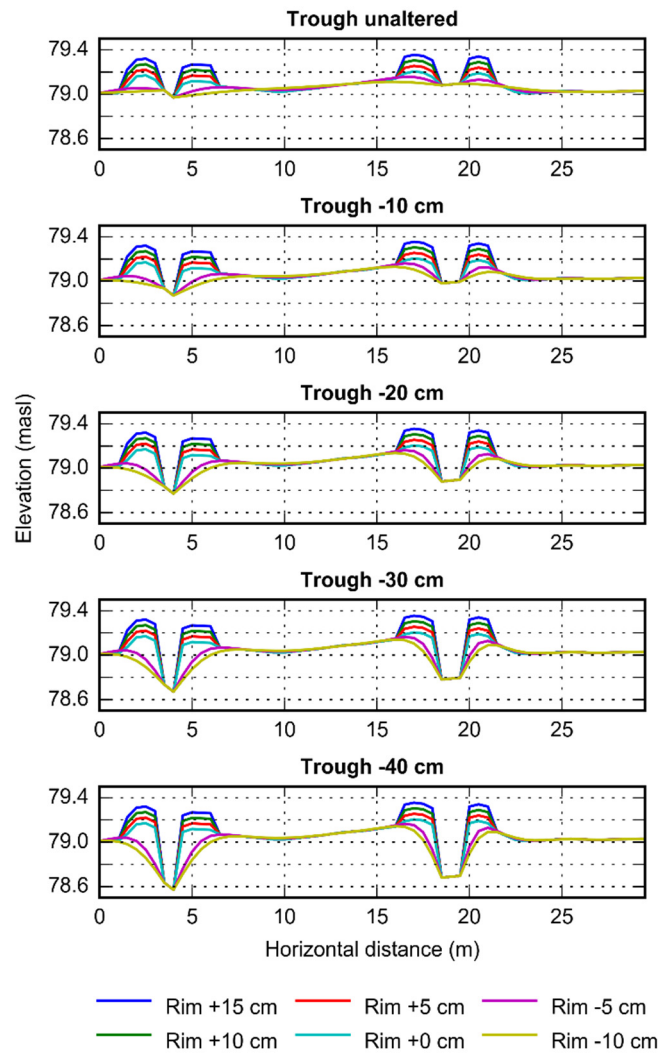 Trough unaltered
79.4
79.0
78.6
0 5 10 15 20 25
Trough -10 cm
79.4
79.0
78.6
0 5 10 15 20 25
Trough -20 cm
79.4
79.0
78.6
0 5 10 15 20 25
Trough -30 cm
79.4
79.0
78.6
0 5 10 15 20 25
Trough -40 cm
79.4
79.0
78.6
0 5 10 15 20 25
Elevation (masl)
Horizontal distance (m)
Rim +15 cm Rim +5 cm Rim -5 cm
Rim +10 cm Rim +0 cm Rim -10 cm